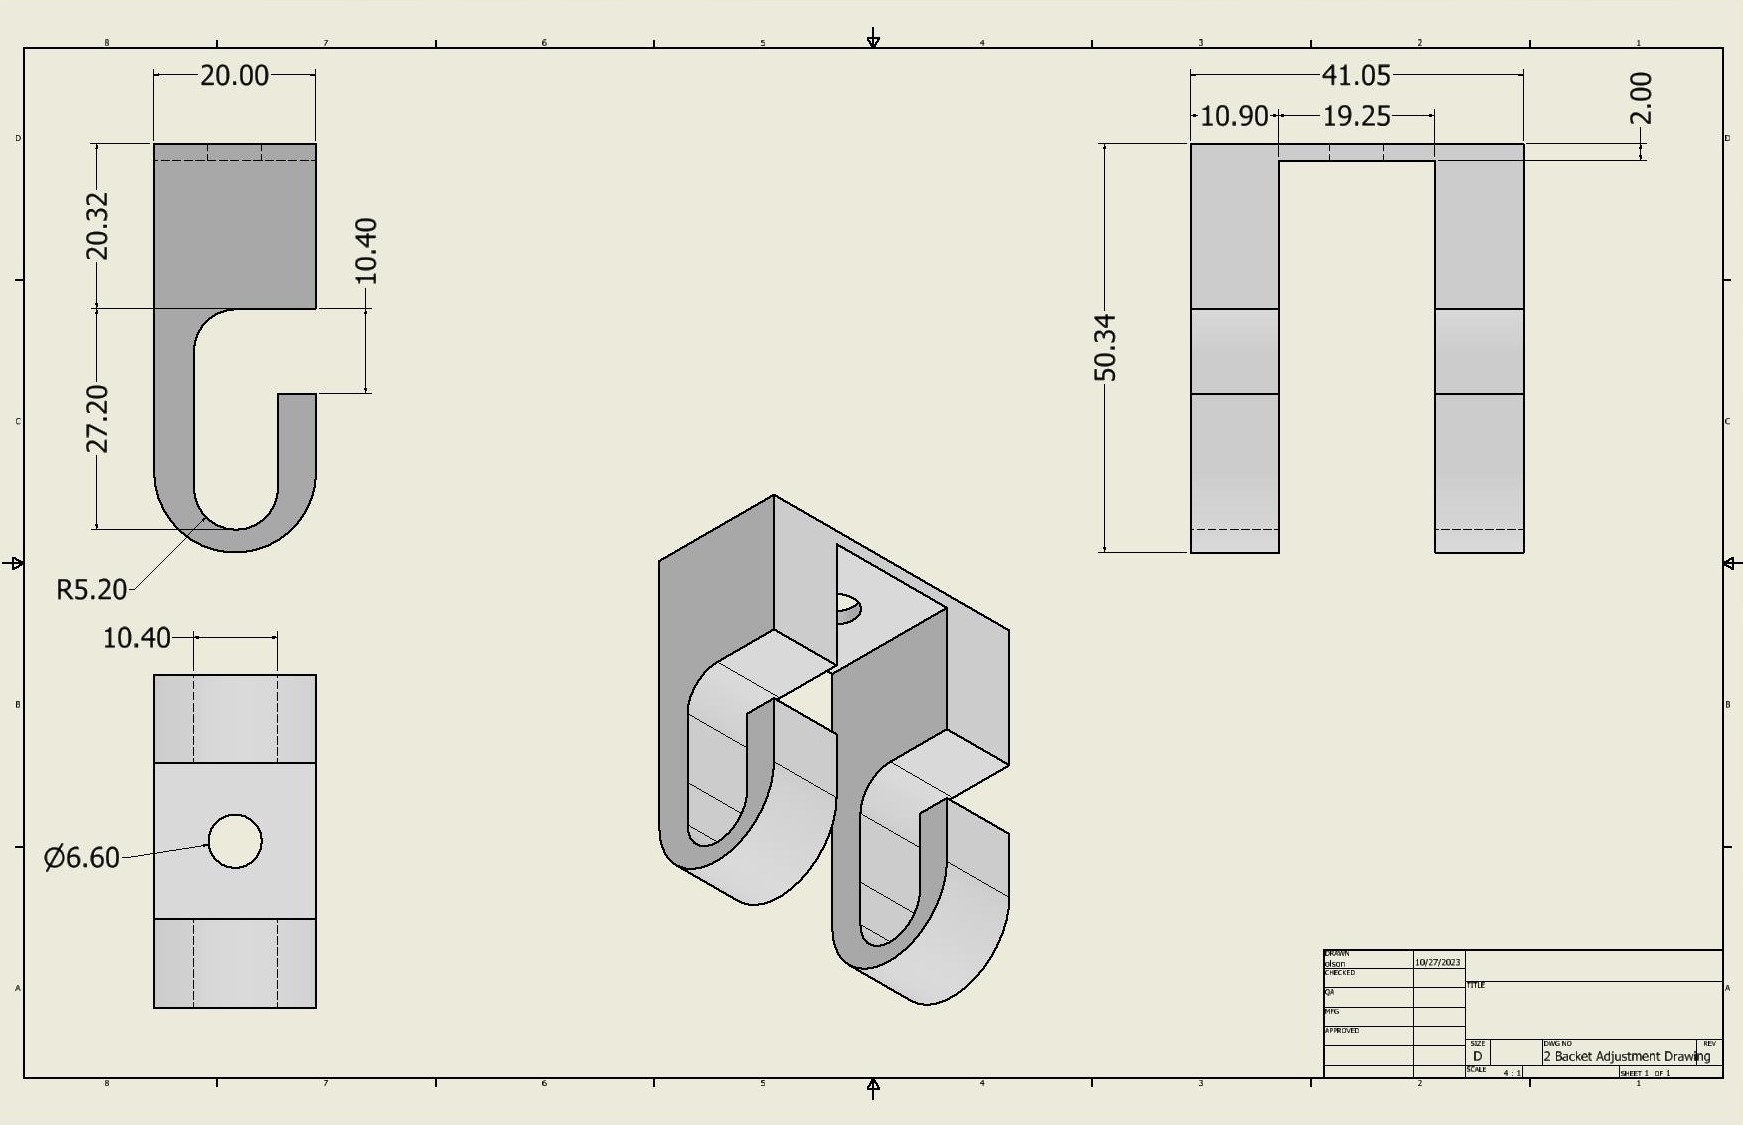 8 7 6 5 4 3 2 1
20.00
41.05
10.90 19.25
2.00
D D
20.32
10.40
50.34
27.20
C C
R5.20
10.40
B B
Ø6.60
A A
DRAWN
olson 10/27/2023
CHECKED
QA
MFG
APPROVED
TITLE
SIZE
D
DWG NO
2 Backet Adjustment Drawing
REV
SCALE
4 : 1
SHEET 1 OF 1
8 7 6 5 4 3 2 1